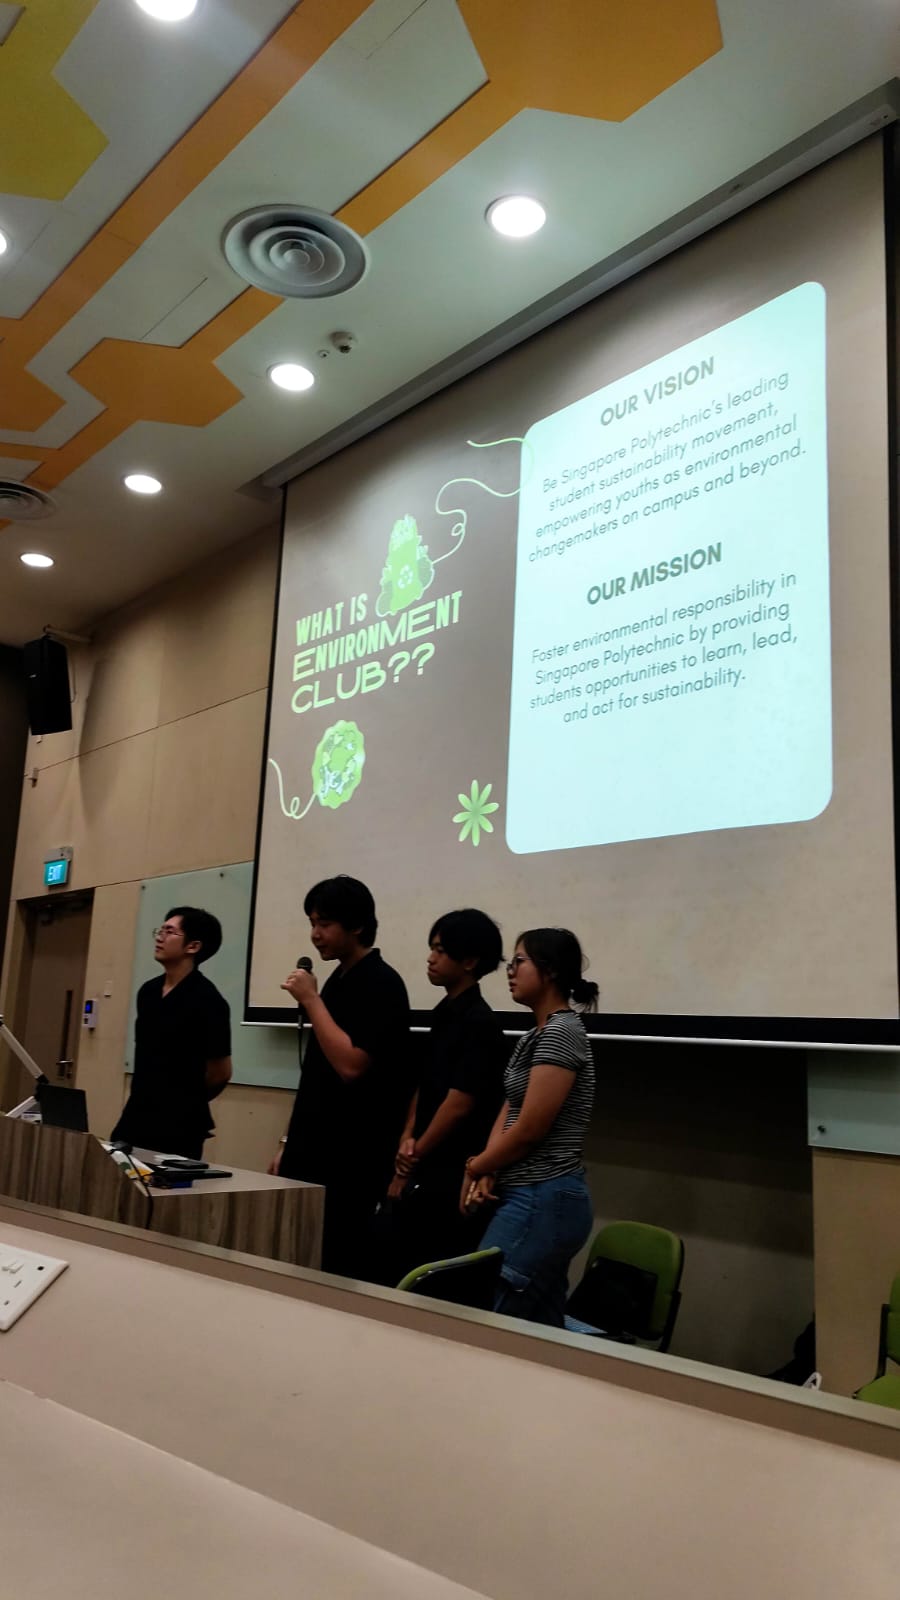 WHAT IS
ENVIRONMENT
CLUB??
OUR VISION
Be Singapore Polytechnic's leading
student sustainability movement,
empowering youths as environmental
changemakers on campus and beyond.
OUR MISSION
Foster environmental responsibility in
Singapore Polytechnic by providing
students opportunities to learn, lead,
and act for sustainability.
EXIT